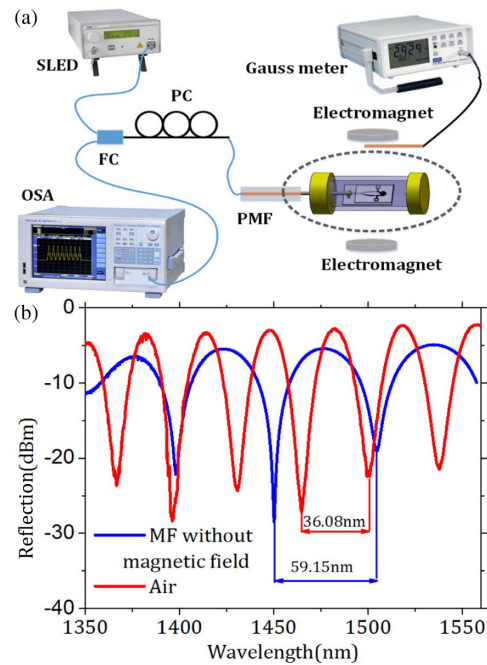 (a)
SLED
2929
Gauss meter
PC
Electromagnet
FC
OSA
PMF
Electromagnet
(b)
0
-10
-20
-30
-40
Reflection(dBm)
36.08nm
59.15nm
MF without
magnetic field
Air
1350
1400
1450
1500
1550
Wavelength(nm)